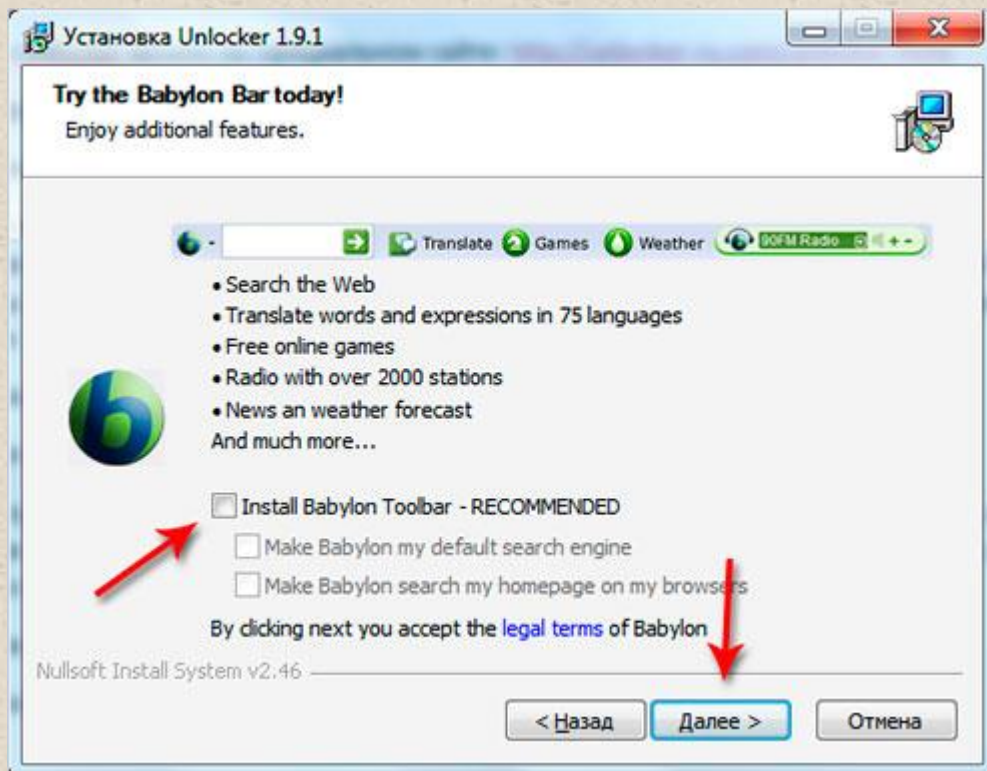 Установка Unlocker 1.9.1
Try the Babylon Bar today!
Enjoy additional features.
Translate Games Weather 90FM Radio
• Search the Web
• Translate words and expressions in 75 languages
• Free online games
• Radio with over 2000 stations
• News an weather forecast
And much more...
Install Babylon Toolbar - RECOMMENDED
Make Babylon my default search engine
Make Babylon search my homepage on my browsers
By clicking next you accept the legal terms of Babylon
Nullsoft Install System v2.46
< Назад Далее > Отмена